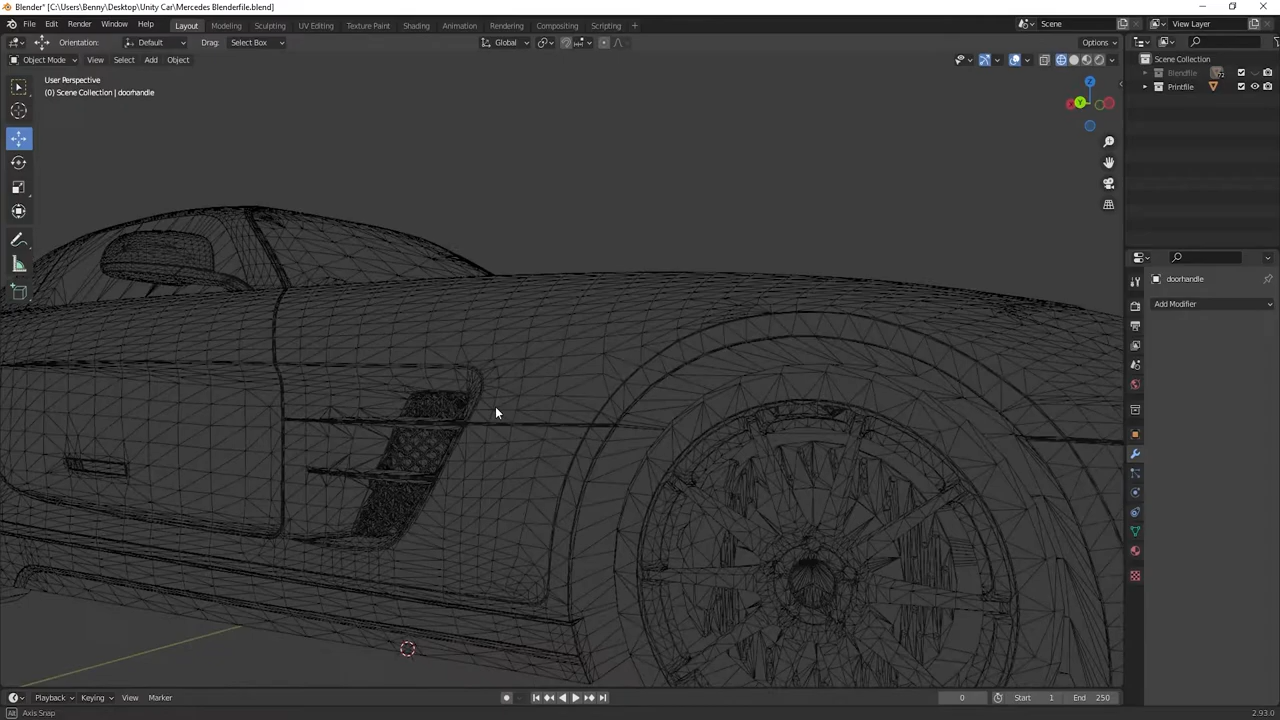 Blender* [C:\Users\Benny\Desktop\Unity Car\Mercedes Blenderfile.blend]
File Edit Render Window Help Layout Modeling Sculpting UV Editing Texture Paint Shading Animation Rendering Compositing Scripting + Scene View Layer
Orientation: Default Drag: Select Box Global Options
Object Mode View Select Add Object
Scene Collection
User Perspective
(0) Scene Collection | doorhandle
Blendfile
Printfile
Z
Y
X
doorhandle
Add Modifier
Playback Keying View Marker 0 Start 1 End 250
Axis Snap 2.93.0